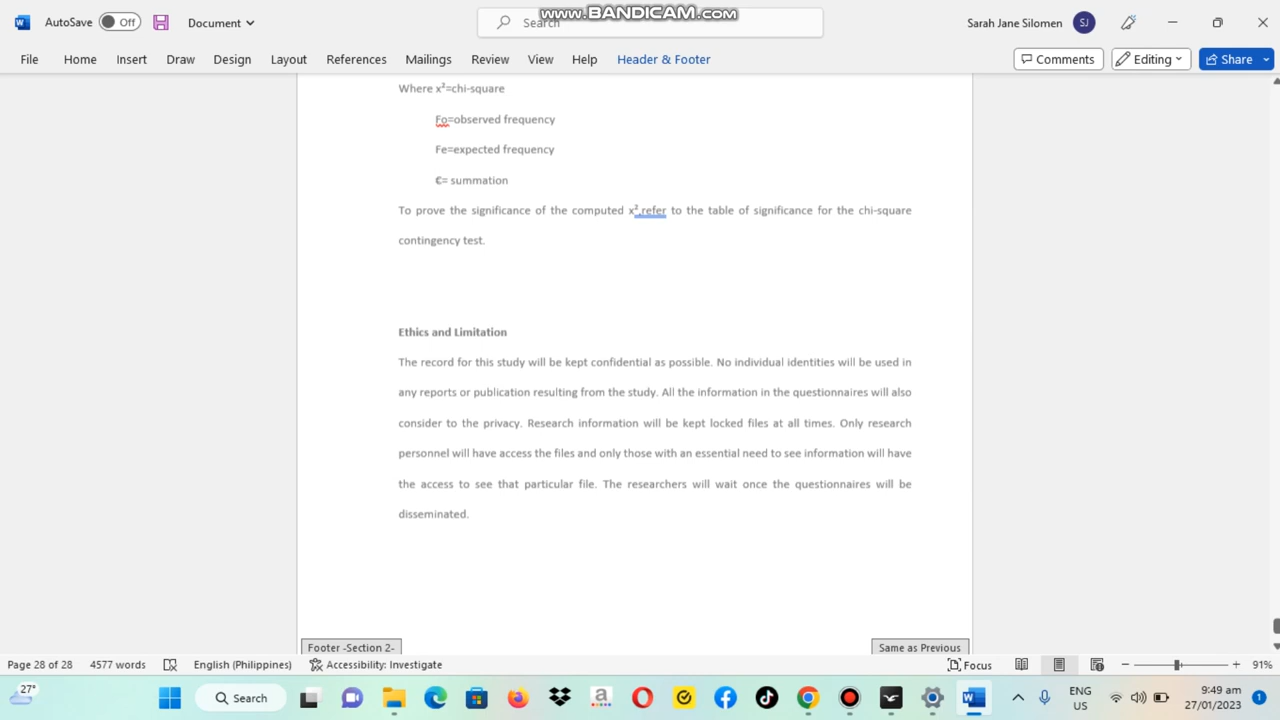 www.BANDICAM.com
AutoSave Off Document Search Sarah Jane Silomen SJ
File Home Insert Draw Design Layout References Mailings Review View Help Header & Footer Comments Editing Share
Where x²=chi-square
Fo=observed frequency
Fe=expected frequency
€= summation
To prove the significance of the computed x²,refer to the table of significance for the chi-square
contingency test.
Ethics and Limitation
The record for this study will be kept confidential as possible. No individual identities will be used in
any reports or publication resulting from the study. All the information in the questionnaires will also
consider to the privacy. Research information will be kept locked files at all times. Only research
personnel will have access the files and only those with an essential need to see information will have
the access to see that particular file. The researchers will wait once the questionnaires will be
disseminated.
Footer -Section 2- Same as Previous
Page 28 of 28 4577 words English (Philippines) Accessibility: Investigate Focus 91%
27° Search ENG US 9:49 am 27/01/2023 1